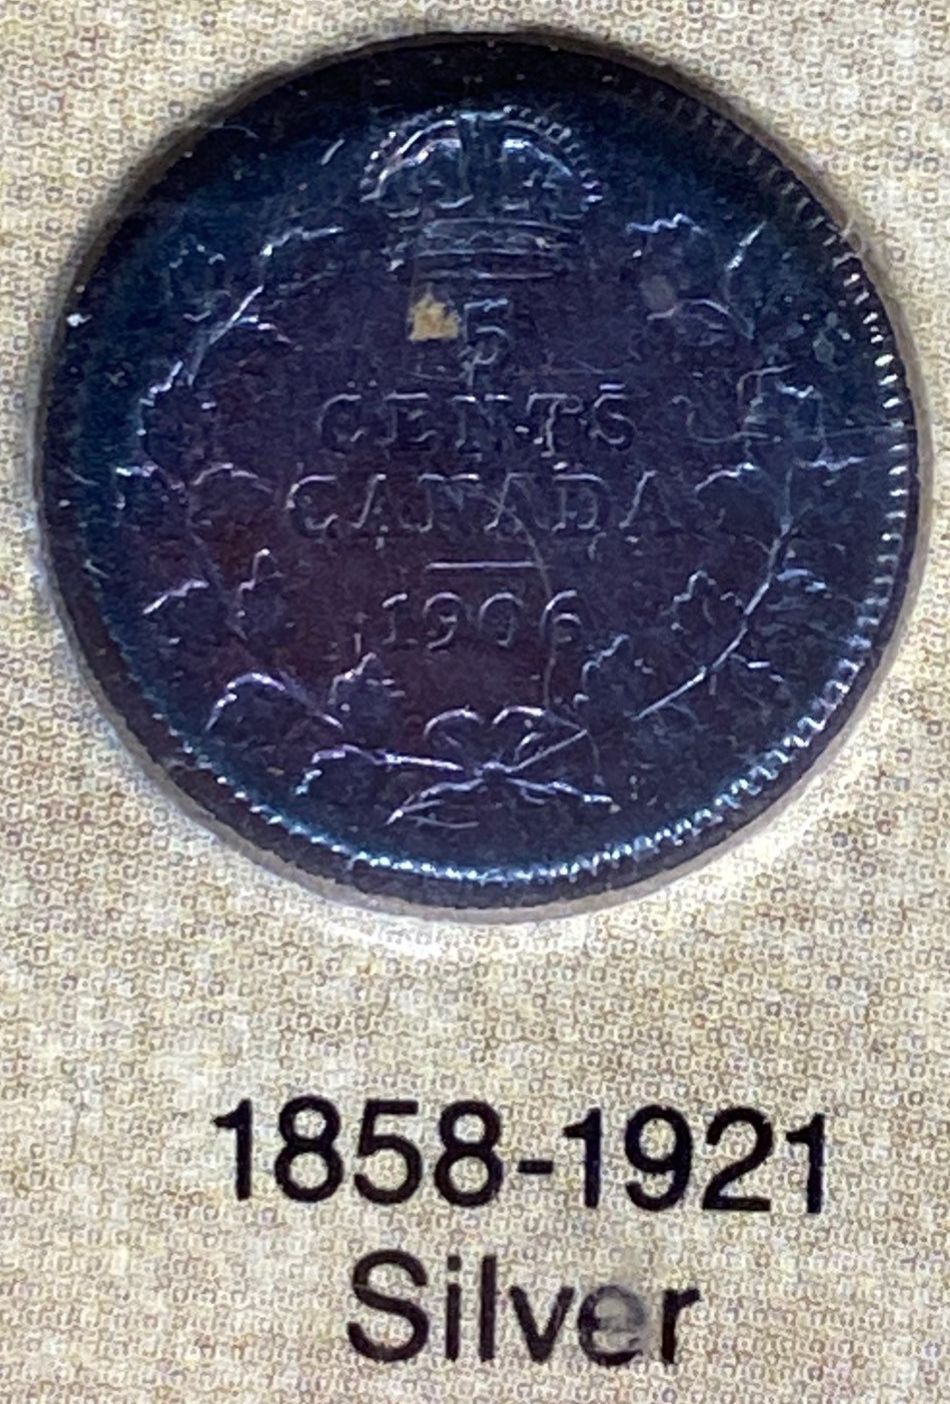 5
CENTS
CANADA
1906
1858-1921
Silver